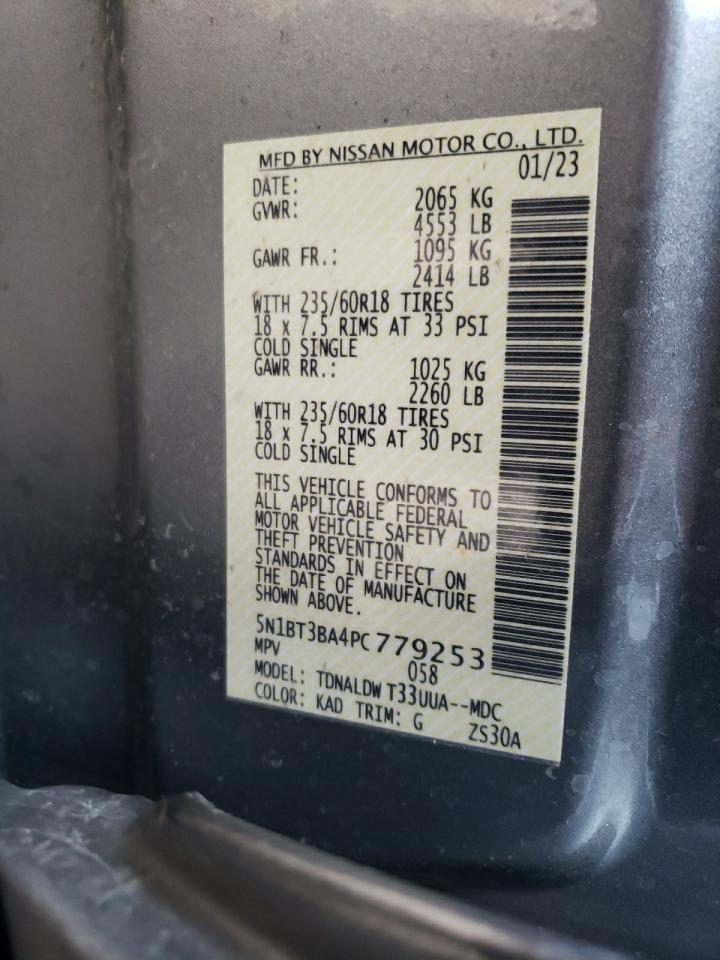 MFD BY NISSAN MOTOR CO., LTD.
DATE: 01/23
GVWR: 2065 KG
4553 LB
GAWR FR.: 1095 KG
2414 LB
WITH 235/60R18 TIRES
18 x 7.5 RIMS AT 33 PSI
COLD SINGLE
GAWR RR.: 1025 KG
2260 LB
WITH 235/60R18 TIRES
18 x 7.5 RIMS AT 30 PSI
COLD SINGLE
THIS VEHICLE CONFORMS TO
ALL APPLICABLE FEDERAL
MOTOR VEHICLE SAFETY AND
THEFT PREVENTION
STANDARDS IN EFFECT ON
THE DATE OF MANUFACTURE
SHOWN ABOVE.
5N1BT3BA4PC779253
MPV 058
MODEL: TDNALDW T33UUA--MDC
COLOR: KAD TRIM: G ZS30A